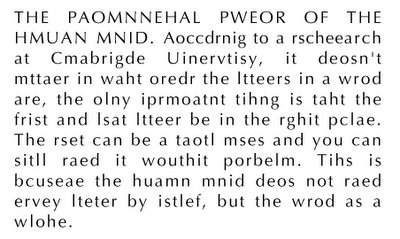 THE PAOMNNEHAL PWEOR OF THE
HMUAN MNID. Aoccdrnig to a rscheearch
at Cmabrigde Uinervtisy, it deosn't
mttaer in waht oredr the ltteers in a wrod
are, the olny iprmoatnt tihng is taht the
frist and lsat ltteer be in the rghit pclae.
The rset can be a taotl mses and you can
sitll raed it wouthit porbelm. Tihs is
bcuseae the huamn mnid deos not raed
ervey lteter by istlef, but the wrod as a
wlohe.